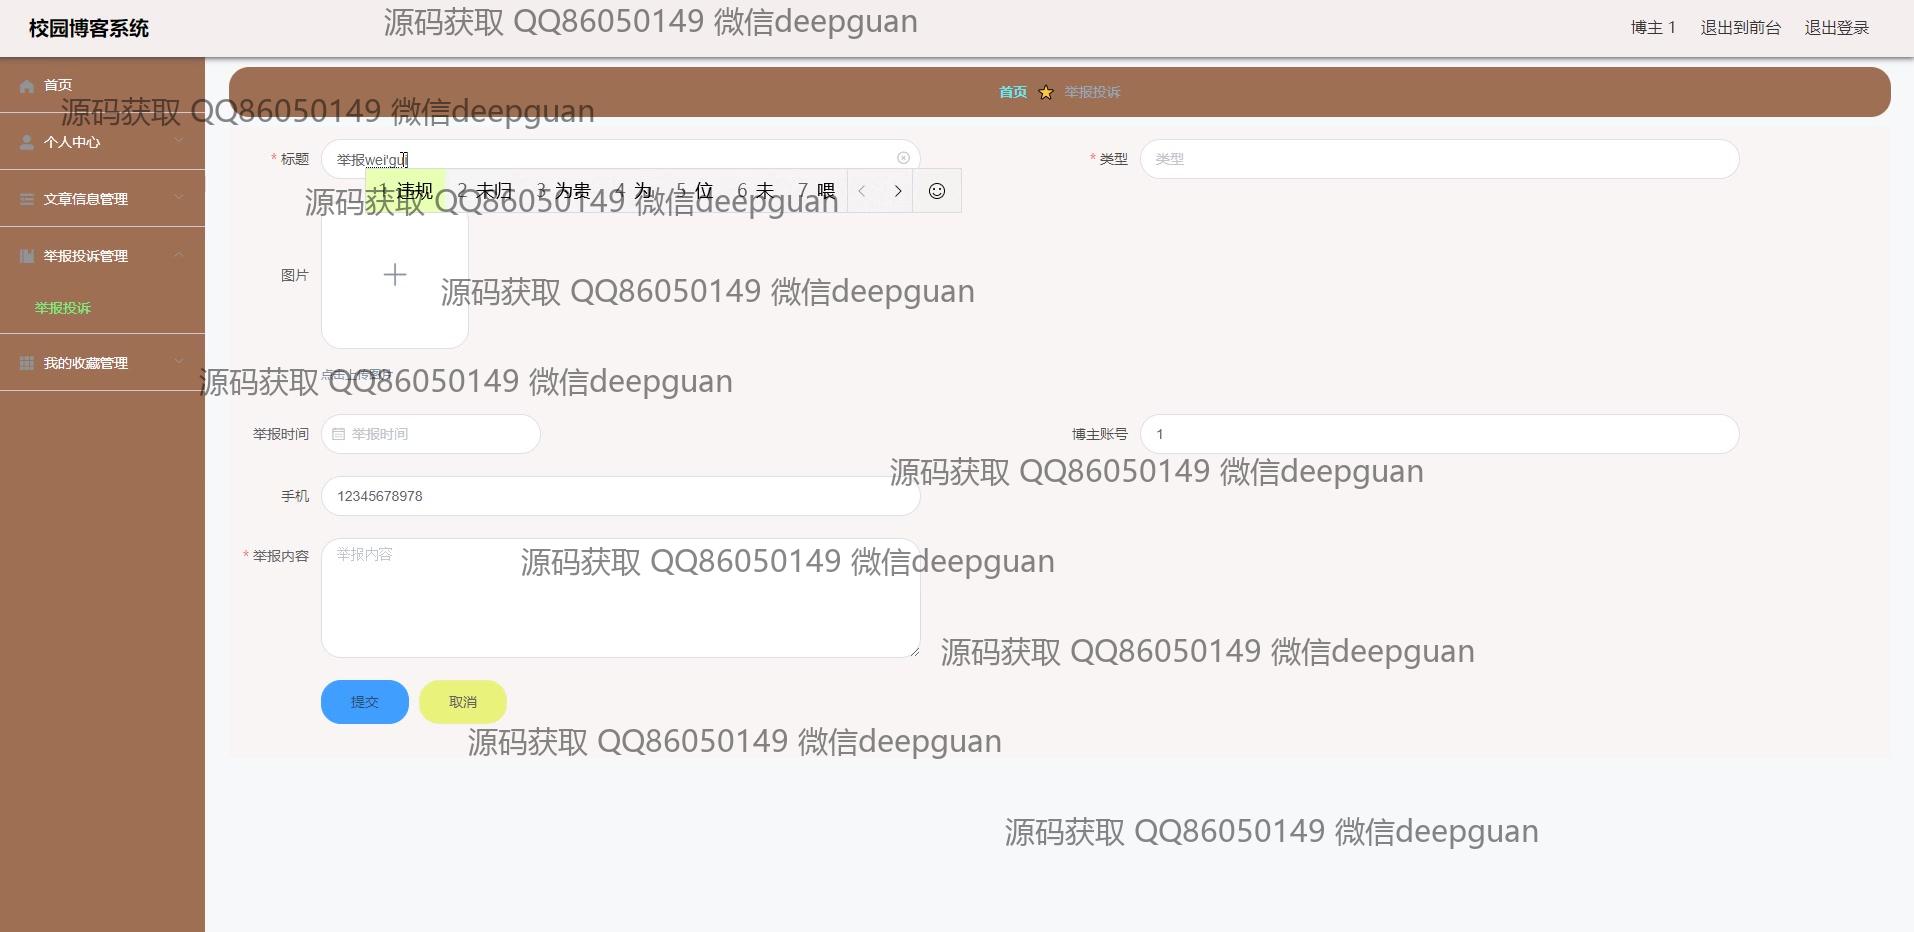 校园博客系统
源码获取 QQ86050149 微信deepguan
博主 1 退出到前台 退出登录
首页
首页 举报投诉
源码获取 QQ86050149 微信deepguan
个人中心
* 标题 举报wei'gui
* 类型 类型
1 违规 2 未归 3 为贵 4 为 5 位 6 未 7 喂
文章信息管理
源码获取 QQ86050149 微信deepguan
举报投诉管理
图片
源码获取 QQ86050149 微信deepguan
举报投诉
我的收藏管理
点击上传图片
源码获取 QQ86050149 微信deepguan
举报时间 举报时间
博主账号 1
源码获取 QQ86050149 微信deepguan
手机 12345678978
* 举报内容 举报内容
源码获取 QQ86050149 微信deepguan
源码获取 QQ86050149 微信deepguan
提交 取消
源码获取 QQ86050149 微信deepguan
源码获取 QQ86050149 微信deepguan